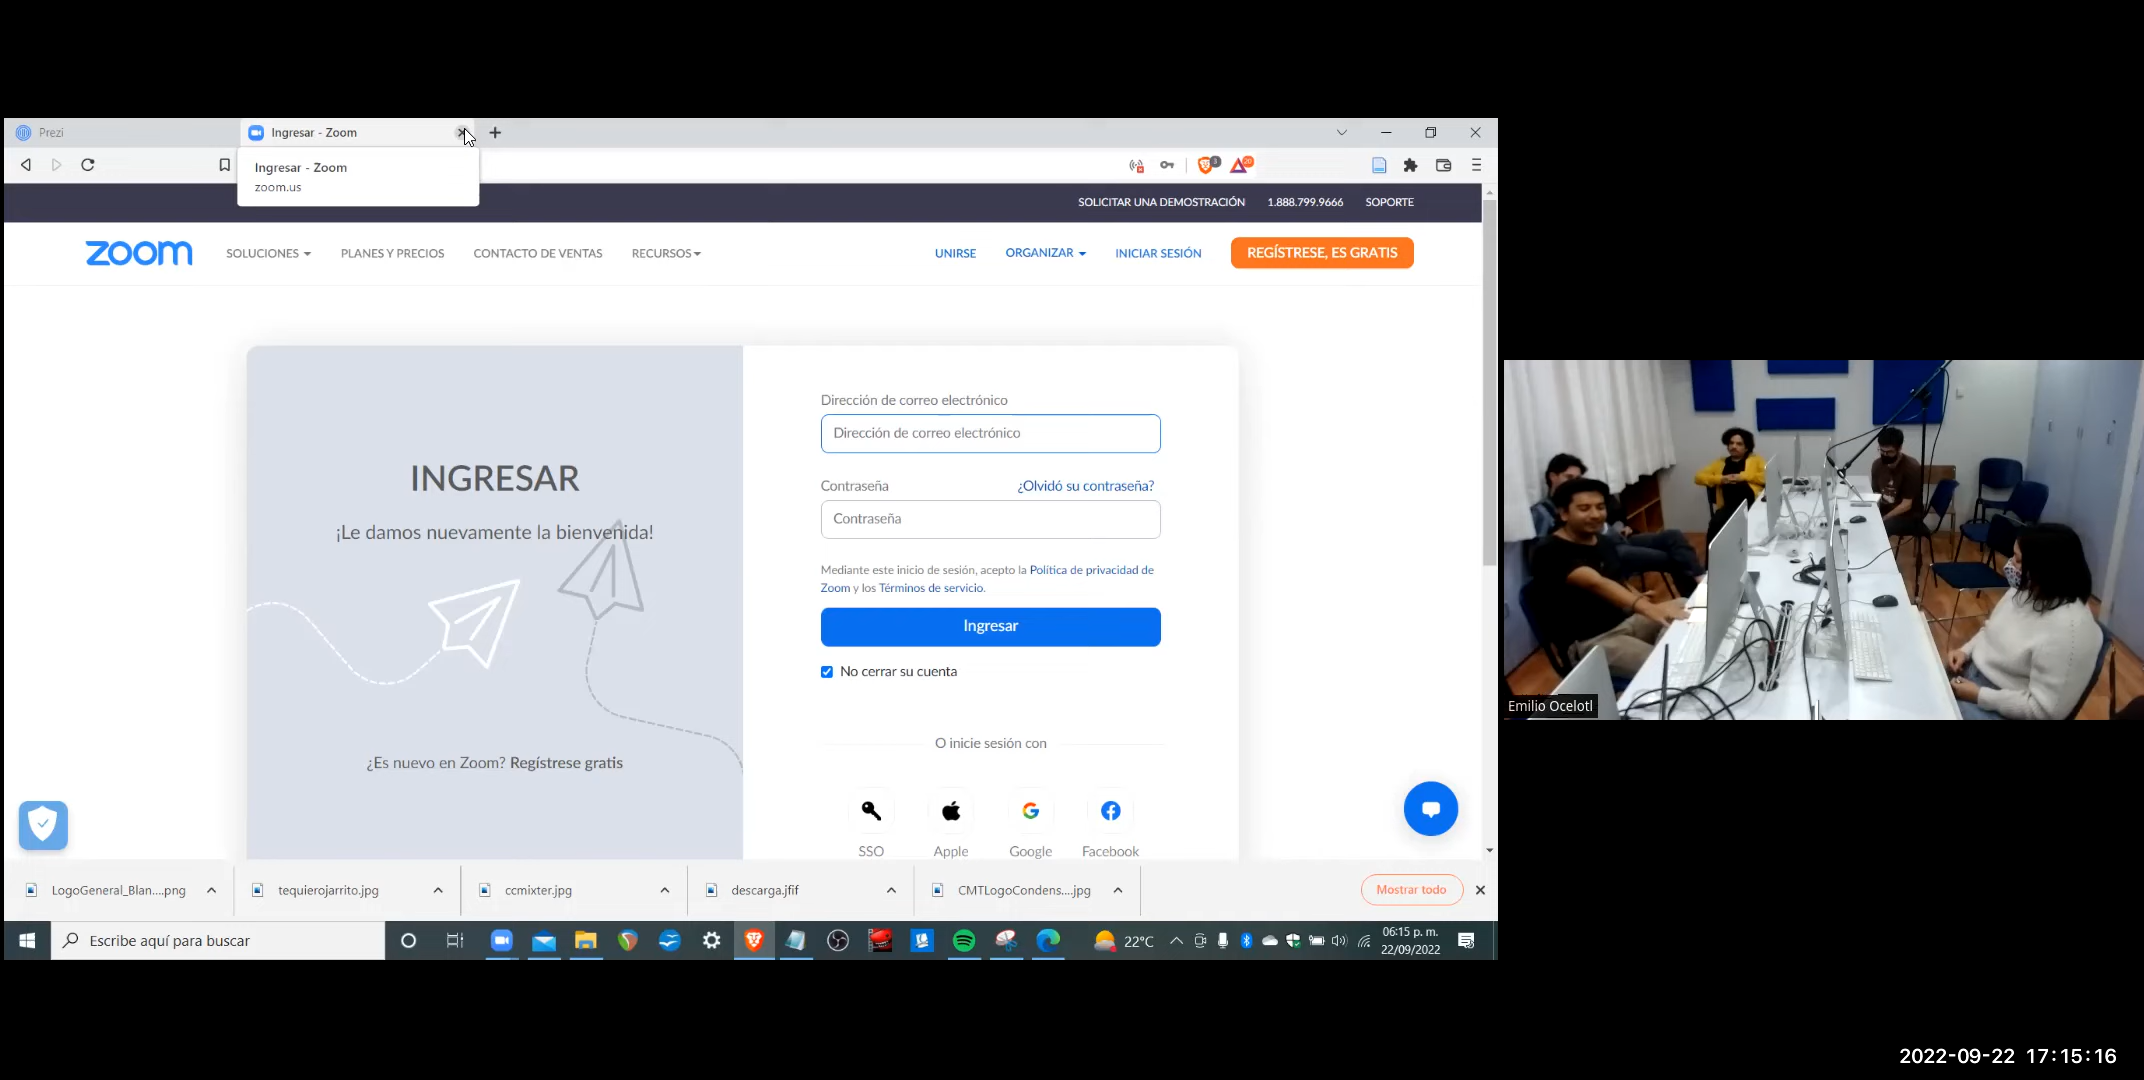 Prezi
Ingresar - Zoom
Ingresar - Zoom
zoom.us
3
20
SOLICITAR UNA DEMOSTRACIÓN 1.888.799.9666 SOPORTE
zoom SOLUCIONES PLANES Y PRECIOS CONTACTO DE VENTAS RECURSOS UNIRSE ORGANIZAR INICIAR SESIÓN REGÍSTRESE, ES GRATIS
INGRESAR
¡Le damos nuevamente la bienvenida!
¿Es nuevo en Zoom? Regístrese gratis
Dirección de correo electrónico
Dirección de correo electrónico
Contraseña ¿Olvidó su contraseña?
Contraseña
Mediante este inicio de sesión, acepto la Política de privacidad de
Zoom y los Términos de servicio.
Ingresar
No cerrar su cuenta
O inicie sesión con
SSO Apple Google Facebook
Emilio Ocelotl
LogoGeneral_Blan....png tequierojarrito.jpg ccmixter.jpg descarga.jfif CMTLogoCondens....jpg Mostrar todo
Escribe aquí para buscar
22°C
06:15 p. m.
22/09/2022
2022-09-22 17:15:16